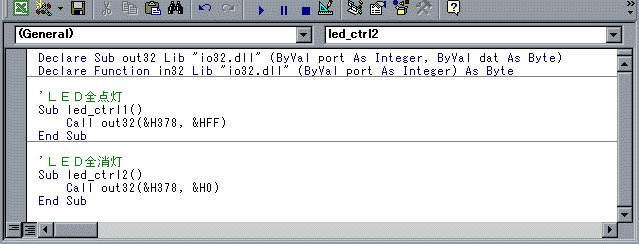 (General)
led_ctrl2
Declare Sub out32 Lib "io32.dll" (ByVal port As Integer, ByVal dat As Byte)
Declare Function in32 Lib "io32.dll" (ByVal port As Integer) As Byte
'ＬＥＤ全点灯
Sub led_ctrl1()
Call out32(&H378, &HFF)
End Sub
'ＬＥＤ全消灯
Sub led_ctrl2()
Call out32(&H378, &H0)
End Sub